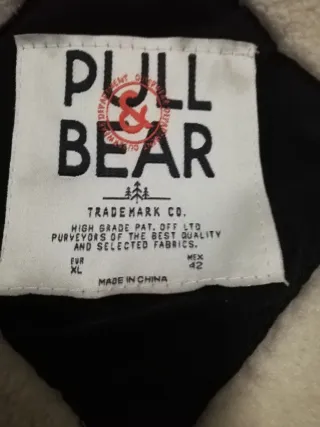 PULL
&
BEAR
TRADEMARK CO.
HIGH GRADE PAT. OFF LTD
PURVEYORS OF THE BEST QUALITY
AND SELECTED FABRICS.
EUR MEX
XL 42
MADE IN CHINA